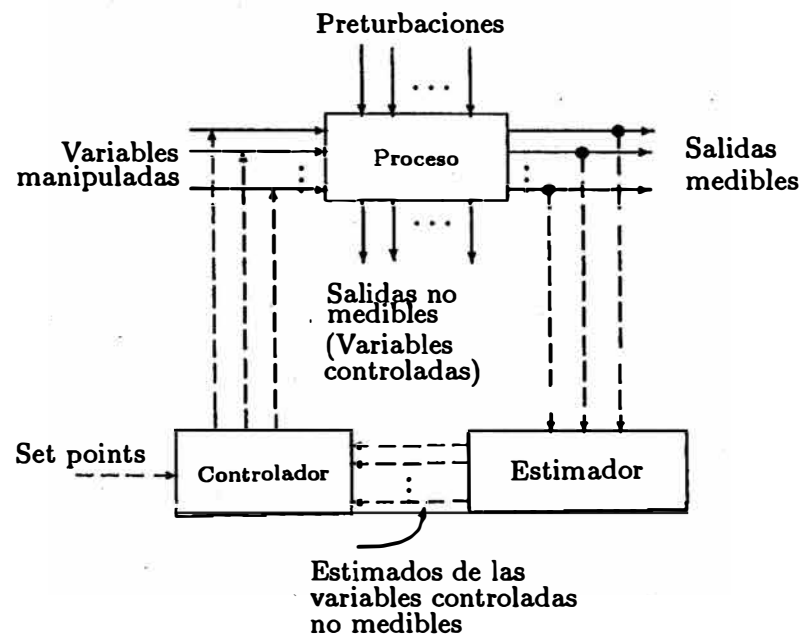 Preturbaciones
Variables
manipuladas
Proceso
Salidas
medibles
Salidas no
medibles
(Variables
controladas)
Set points
Controlador
Estimador
Estimados de las
variables controladas
no medibles